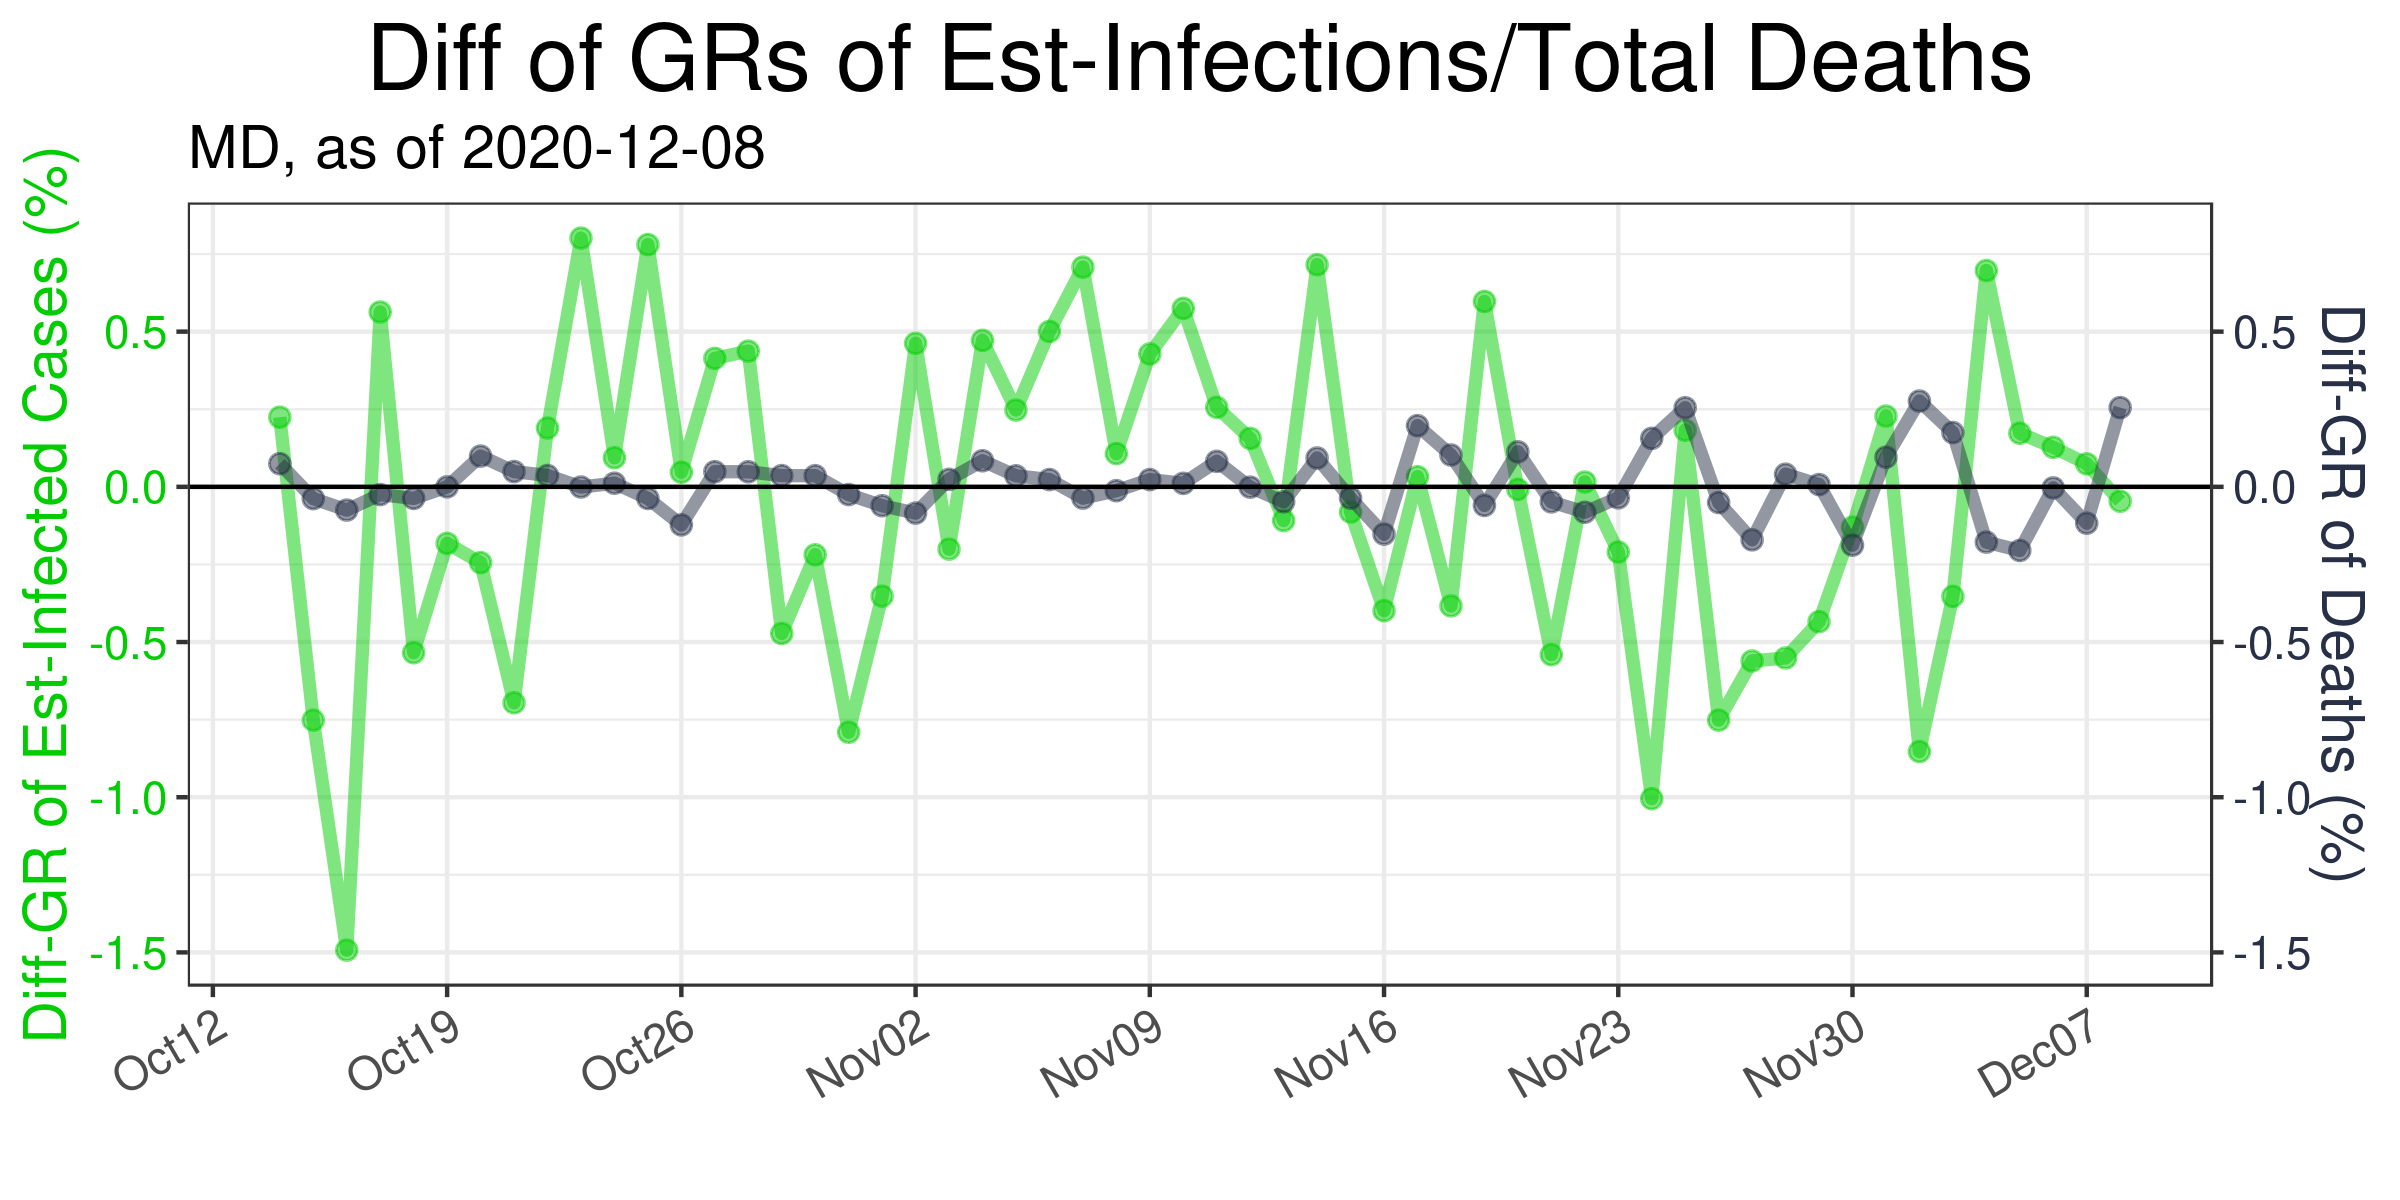 Diff of GRs of Est-Infections/Total Deaths
MD, as of 2020-12-08
Diff-GR of Est-Infected Cases (%)
0.5
0.0
-0.5
-1.0
-1.5
0.5
0.0
-0.5
-1.0
-1.5
Diff-GR of Deaths (%)
Oct12
Oct19
Oct26
Nov02
Nov09
Nov16
Nov23
Nov30
Dec07